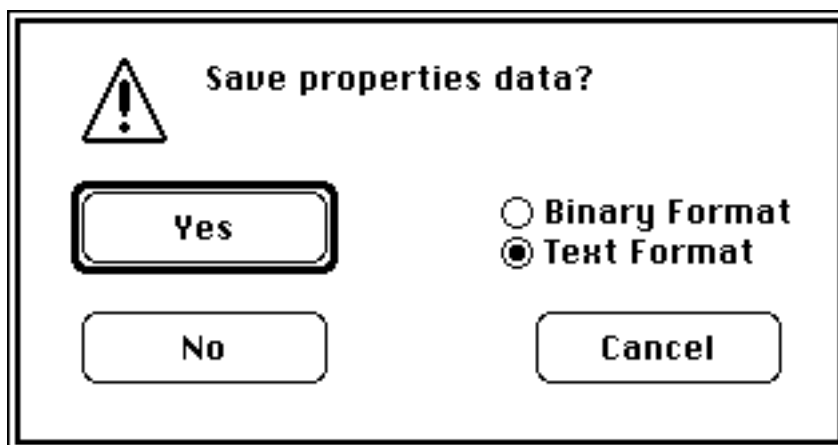 Save properties data?
Yes
Binary Format
Text Format
No
Cancel